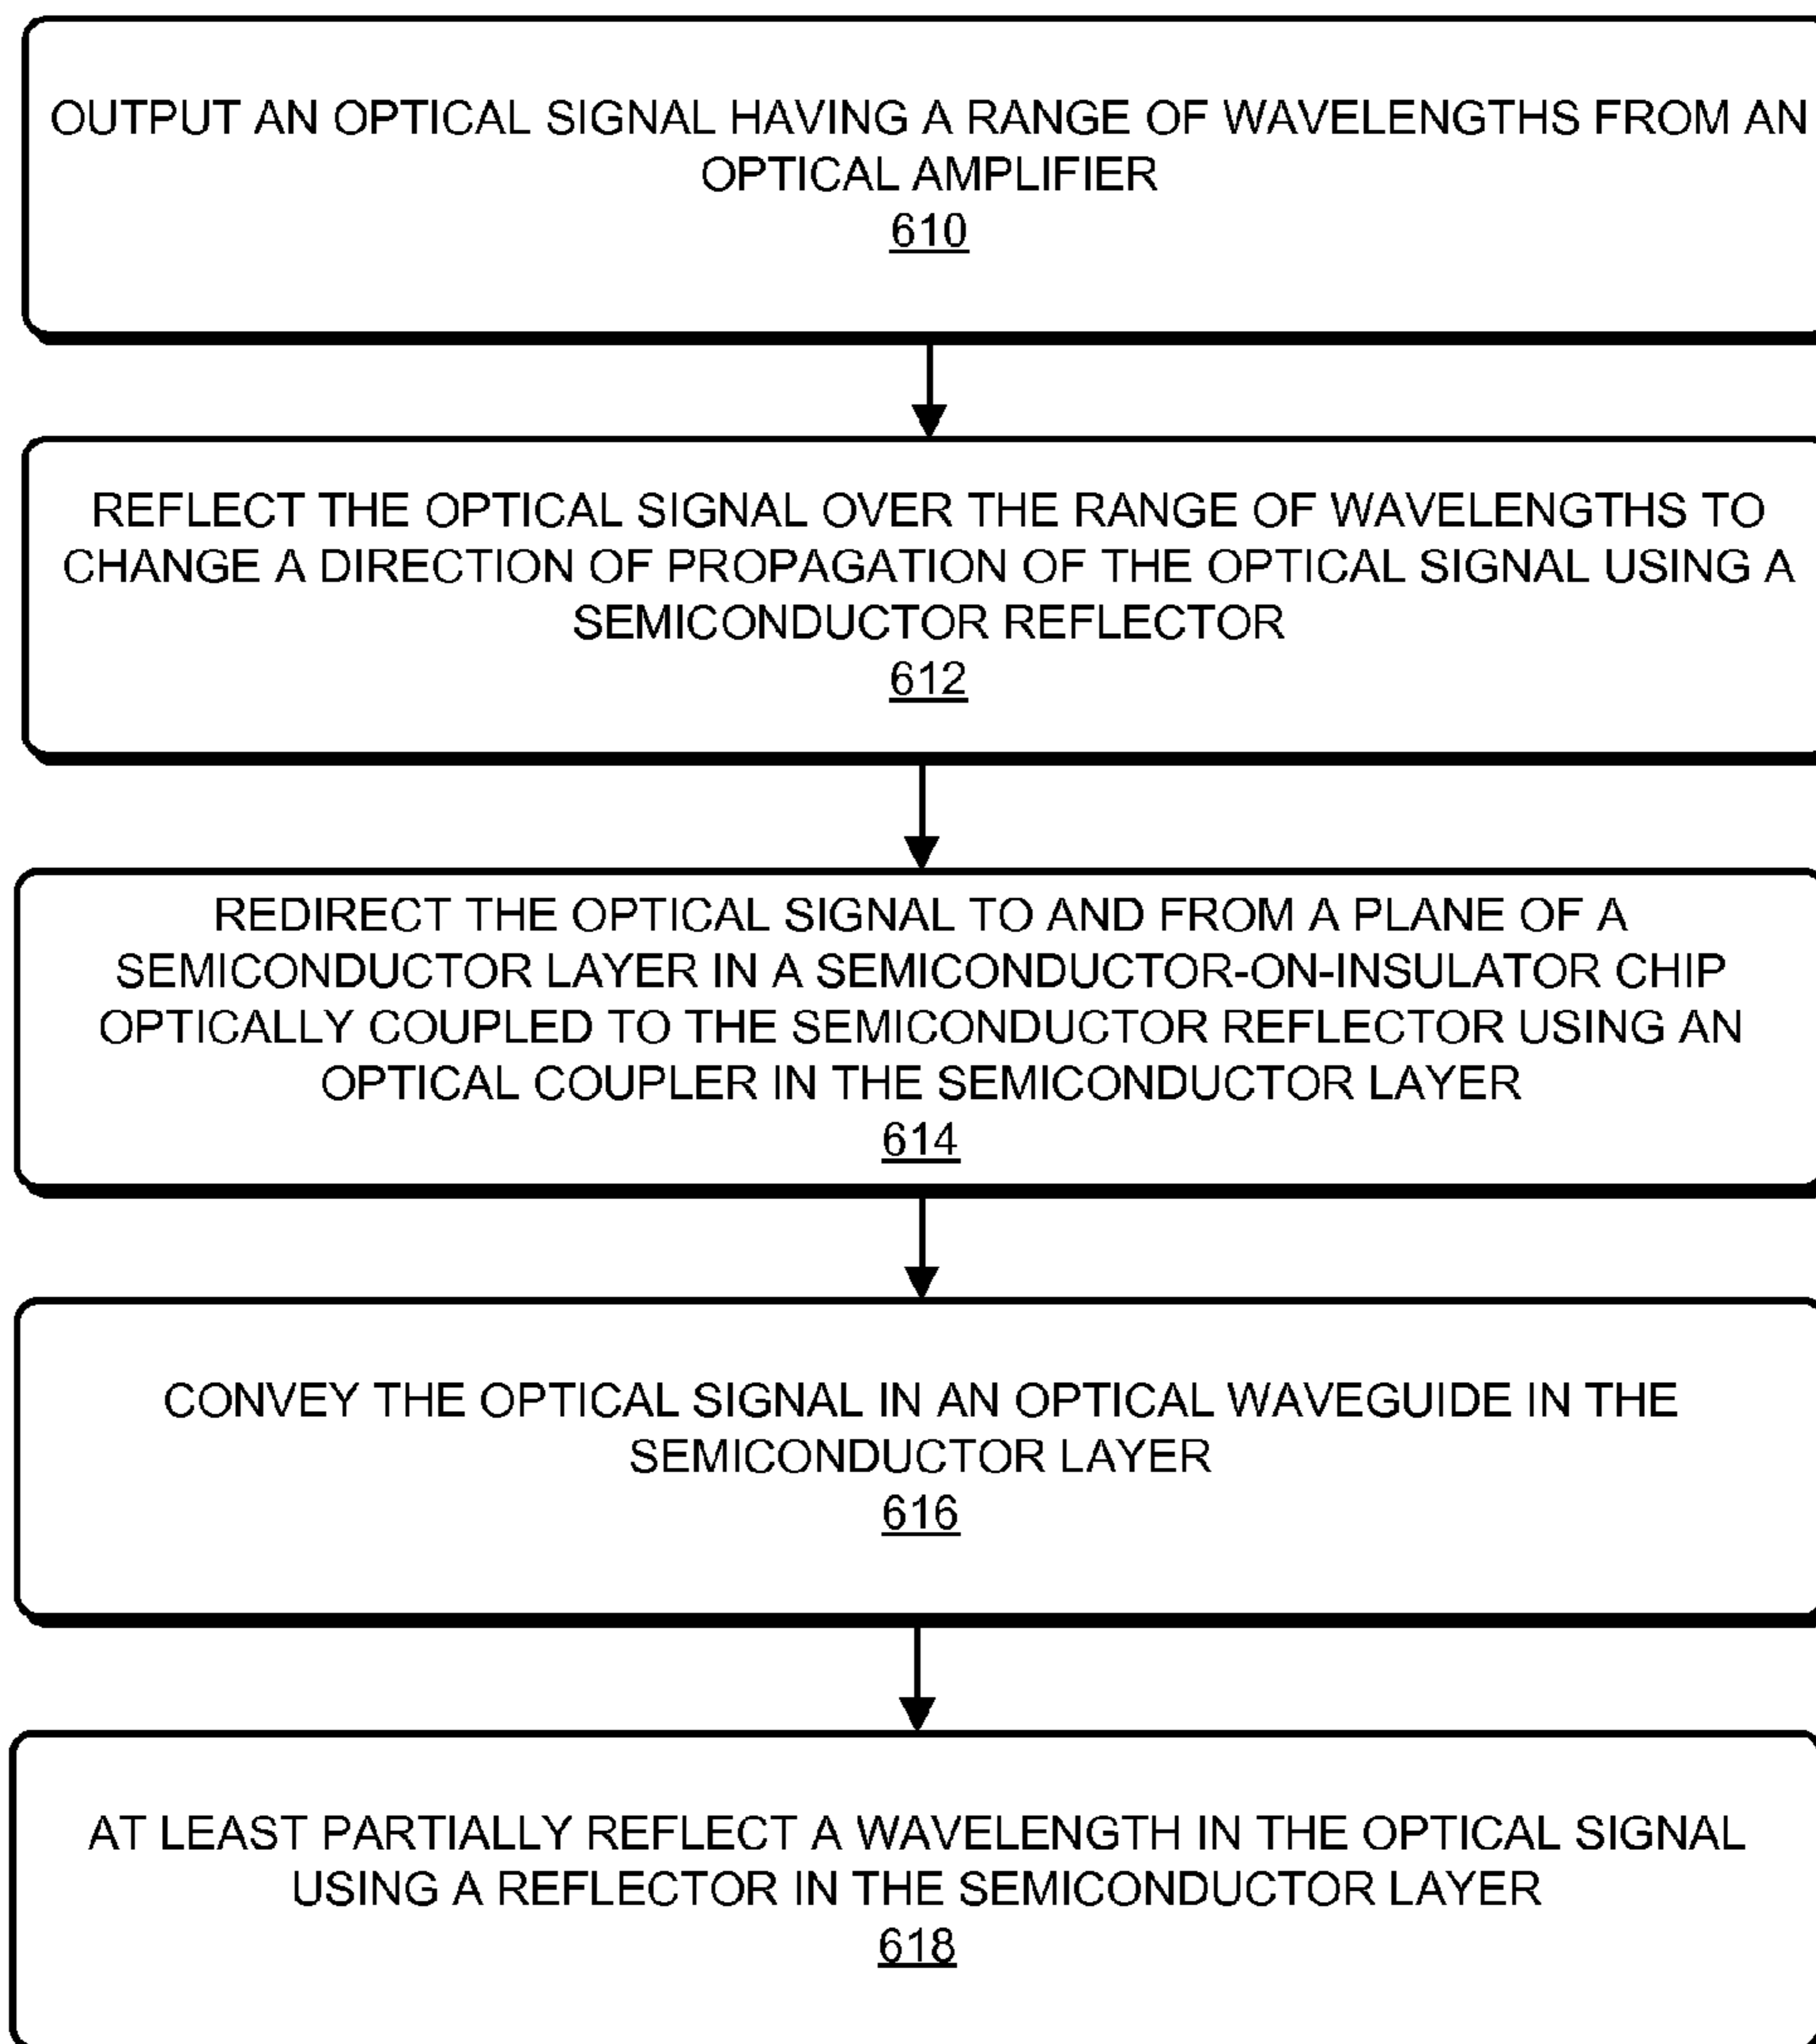 OUTPUT AN OPTICAL SIGNAL HAVING A RANGE OF WAVELENGTHS FROM AN
OPTICAL AMPLIFIER
610
REFLECT THE OPTICAL SIGNAL OVER THE RANGE OF WAVELENGTHS TO
CHANGE A DIRECTION OF PROPAGATION OF THE OPTICAL SIGNAL USING A
SEMICONDUCTOR REFLECTOR
612
REDIRECT THE OPTICAL SIGNAL TO AND FROM A PLANE OF A
SEMICONDUCTOR LAYER IN A SEMICONDUCTOR-ON-INSULATOR CHIP
OPTICALLY COUPLED TO THE SEMICONDUCTOR REFLECTOR USING AN
OPTICAL COUPLER IN THE SEMICONDUCTOR LAYER
614
CONVEY THE OPTICAL SIGNAL IN AN OPTICAL WAVEGUIDE IN THE
SEMICONDUCTOR LAYER
616
AT LEAST PARTIALLY REFLECT A WAVELENGTH IN THE OPTICAL SIGNAL
USING A REFLECTOR IN THE SEMICONDUCTOR LAYER
618